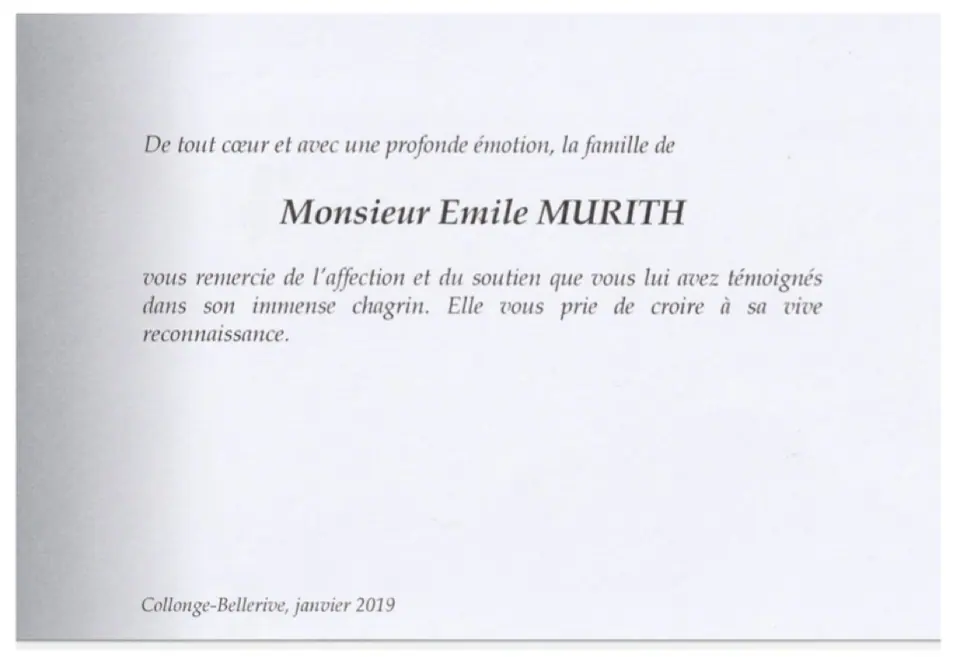 De tout cœur et avec une profonde émotion, la famille de
Monsieur Emile MURITH
vous remercie de l'affection et du soutien que vous lui avez témoignés
dans son immense chagrin. Elle vous prie de croire à sa vive
reconnaissance.
Collonge-Bellerive, janvier 2019